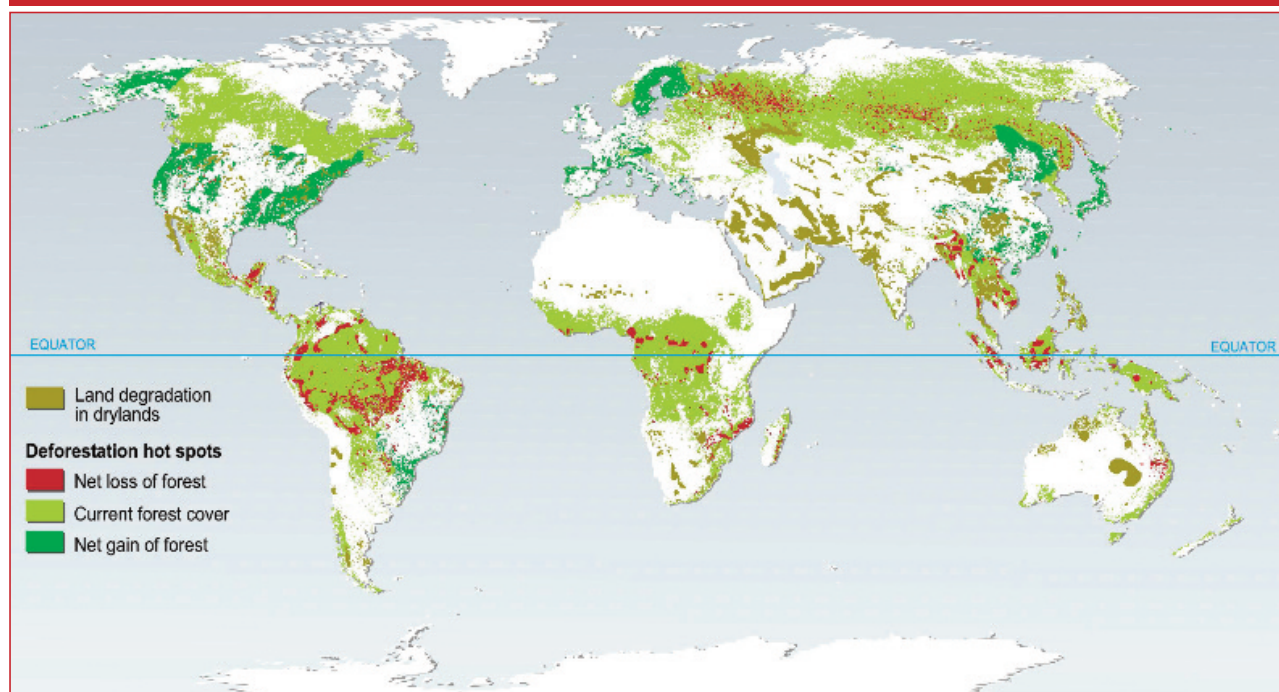 EQUATOR
EQUATOR
Land degradation
in drylands
Deforestation hot spots
Net loss of forest
Current forest cover
Net gain of forest